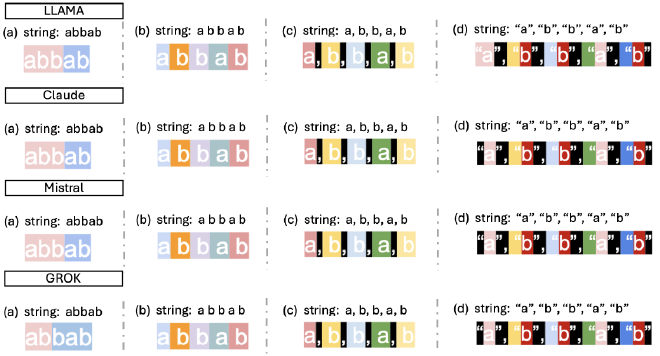 LLAMA
(a) string: abbab (b) string: a b b a b (c) string: a, b, b, a, b (d) string: “a”, “b”, “b”, “a”, “b”
abbab a b b a b a, b, b, a, b “a”, “b”, “b”, “a”, “b”
Claude
(a) string: abbab (b) string: a b b a b (c) string: a, b, b, a, b (d) string: “a”, “b”, “b”, “a”, “b”
abbab a b b a b a, b, b, a, b “a”, “b”, “b”, “a”, “b”
Mistral
(a) string: abbab (b) string: a b b a b (c) string: a, b, b, a, b (d) string: “a”, “b”, “b”, “a”, “b”
abbab a b b a b a, b, b, a, b “a”, “b”, “b”, “a”, “b”
GROK
(a) string: abbab (b) string: a b b a b (c) string: a, b, b, a, b (d) string: “a”, “b”, “b”, “a”, “b”
abbab a b b a b a, b, b, a, b “a”, “b”, “b”, “a”, “b”